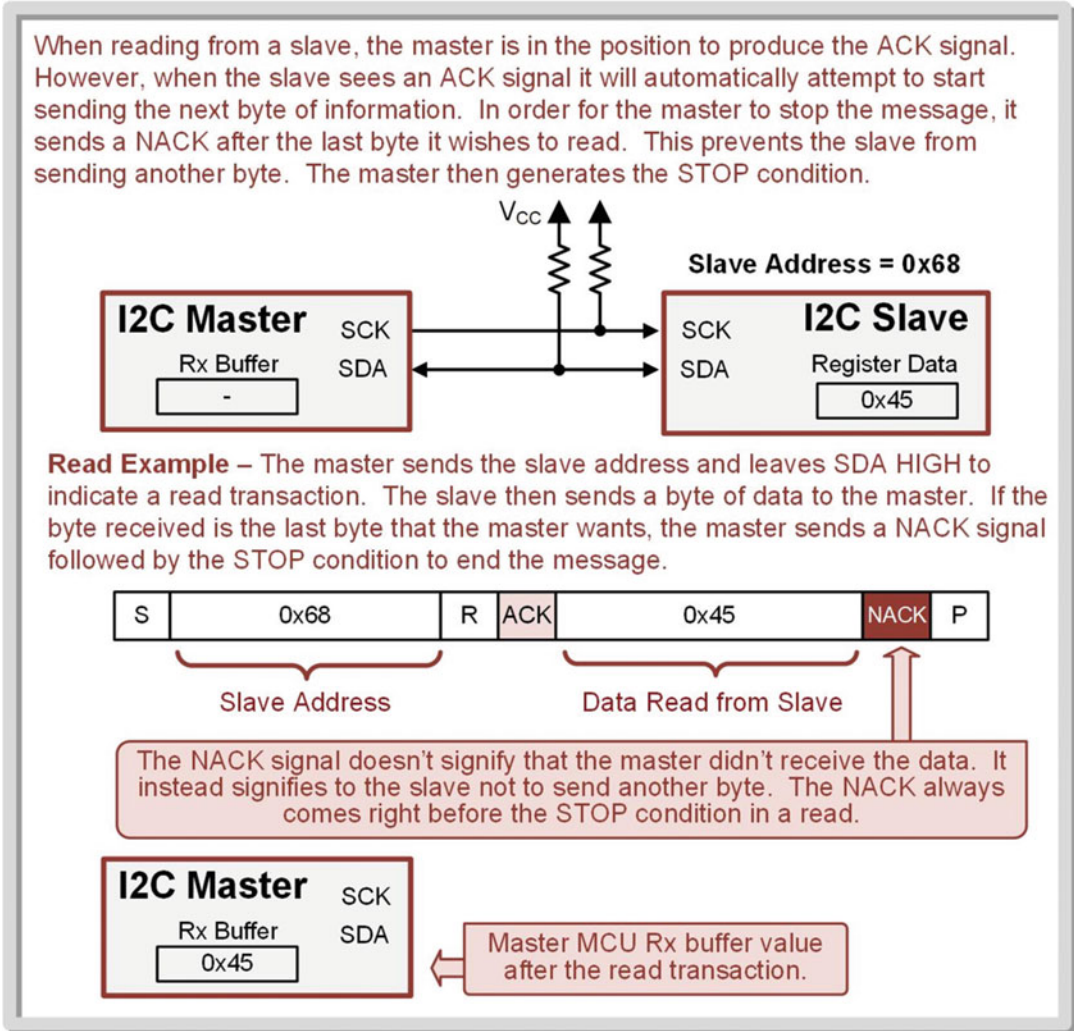 When reading from a slave, the master is in the position to produce the ACK signal.
However, when the slave sees an ACK signal it will automatically attempt to start
sending the next byte of information. In order for the master to stop the message, it
sends a NACK after the last byte it wishes to read. This prevents the slave from
sending another byte. The master then generates the STOP condition.
VCC
Slave Address = 0x68
I2C Master
SCK
Rx Buffer
SDA
-
I2C Slave
SCK
SDA
Register Data
0x45
Read Example – The master sends the slave address and leaves SDA HIGH to
indicate a read transaction. The slave then sends a byte of data to the master. If the
byte received is the last byte that the master wants, the master sends a NACK signal
followed by the STOP condition to end the message.
S 0x68 R ACK 0x45 NACK P
Slave Address
Data Read from Slave
The NACK signal doesn't signify that the master didn't receive the data. It
instead signifies to the slave not to send another byte. The NACK always
comes right before the STOP condition in a read.
I2C Master
SCK
Rx Buffer
SDA
0x45
Master MCU Rx buffer value
after the read transaction.